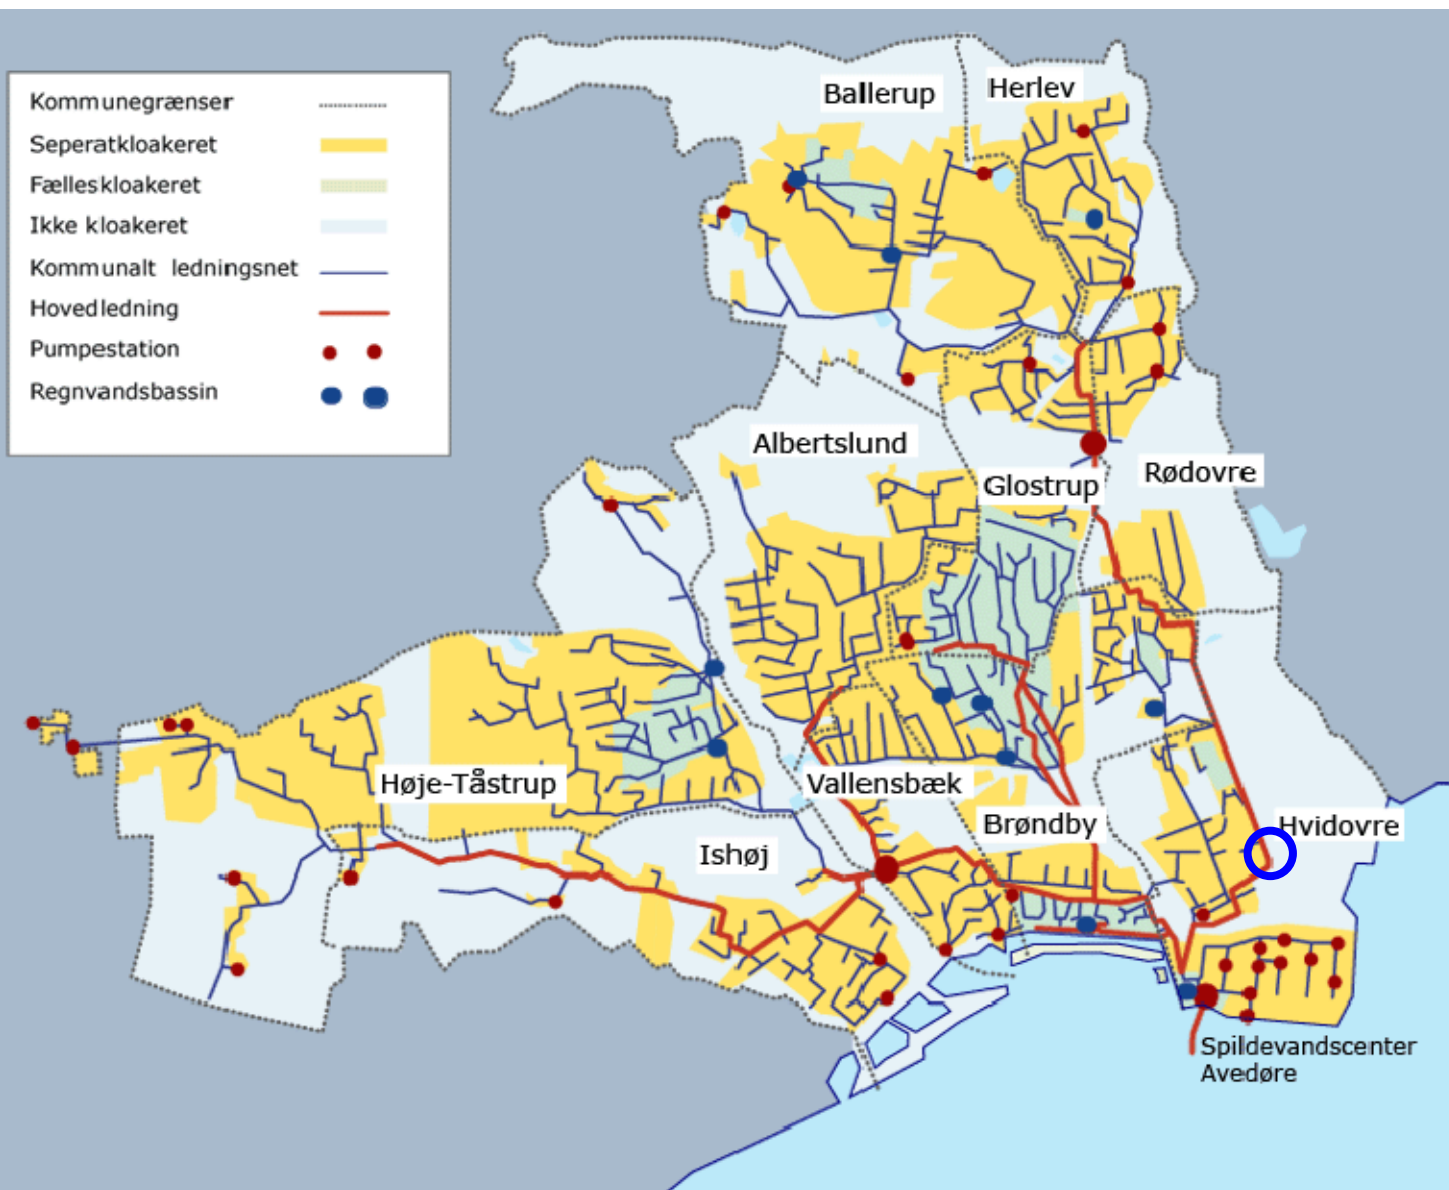 Kommunegrænser
Seperatkloakeret
Fælleskloakeret
Ikke kloakeret
Kommunalt ledningsnet
Hovedledning
Pumpestation
Regnvandsbassin
Ballerup
Herlev
Albertslund
Glostrup
Rødovre
Høje-Tåstrup
Vallensbæk
Ishøj
Brøndby
Hvidovre
Spildevandscenter
Avedøre